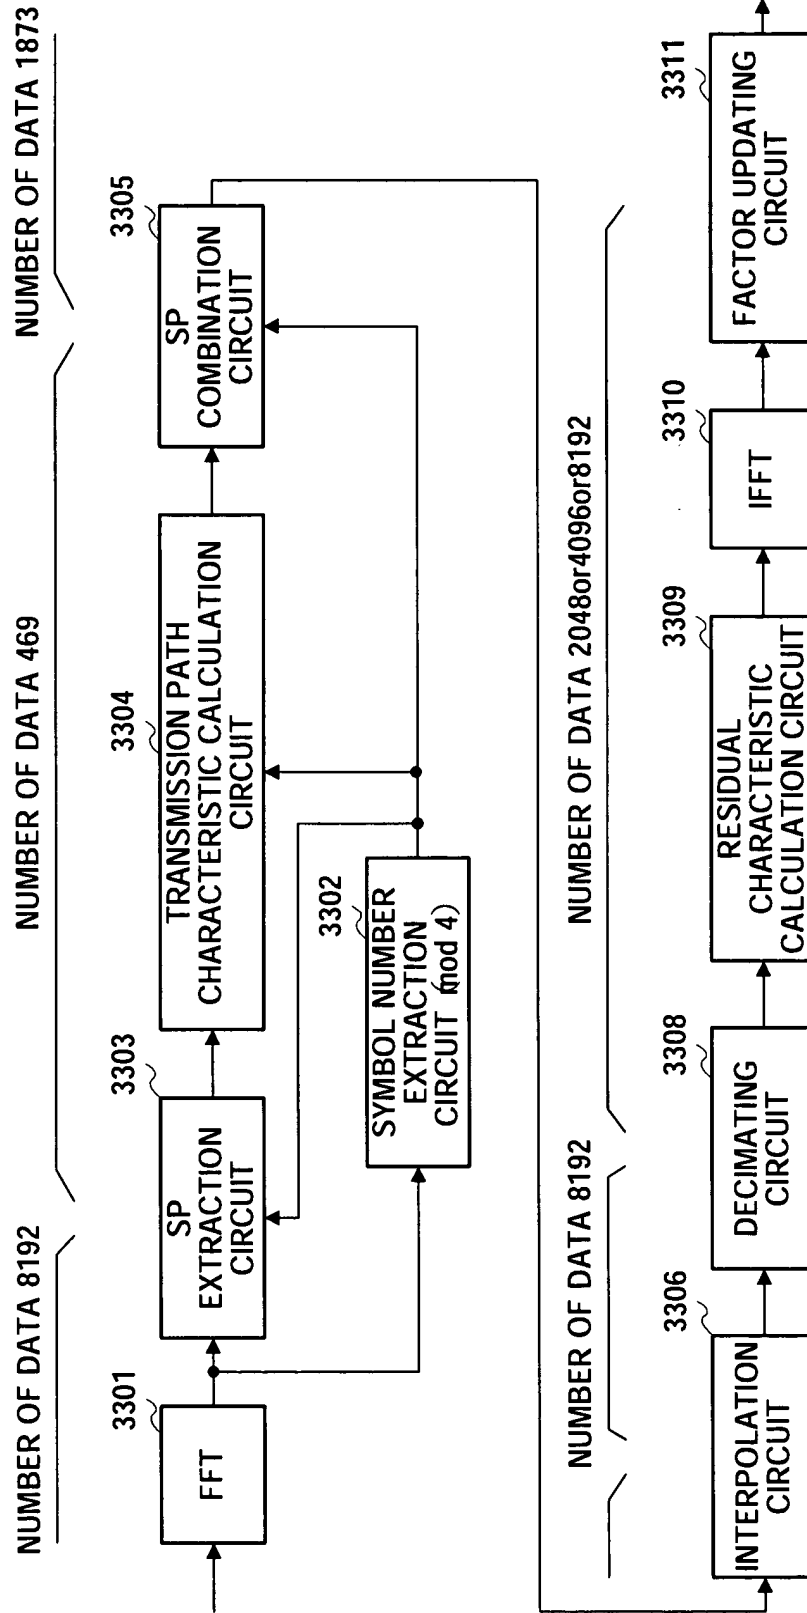 NUMBER OF DATA 8192
NUMBER OF DATA 469
NUMBER OF DATA 1873
3301
FFT
3303
SP
EXTRACTION
CIRCUIT
3304
TRANSMISSION PATH
CHARACTERISTIC CALCULATION
CIRCUIT
3305
SP
COMBINATION
CIRCUIT
3302
SYMBOL NUMBER
EXTRACTION
CIRCUIT (mod 4)
NUMBER OF DATA 8192
NUMBER OF DATA 2048or4096or8192
3306
INTERPOLATION
CIRCUIT
3308
DECIMATING
CIRCUIT
3309
RESIDUAL
CHARACTERISTIC
CALCULATION CIRCUIT
3310
IFFT
3311
FACTOR UPDATING
CIRCUIT